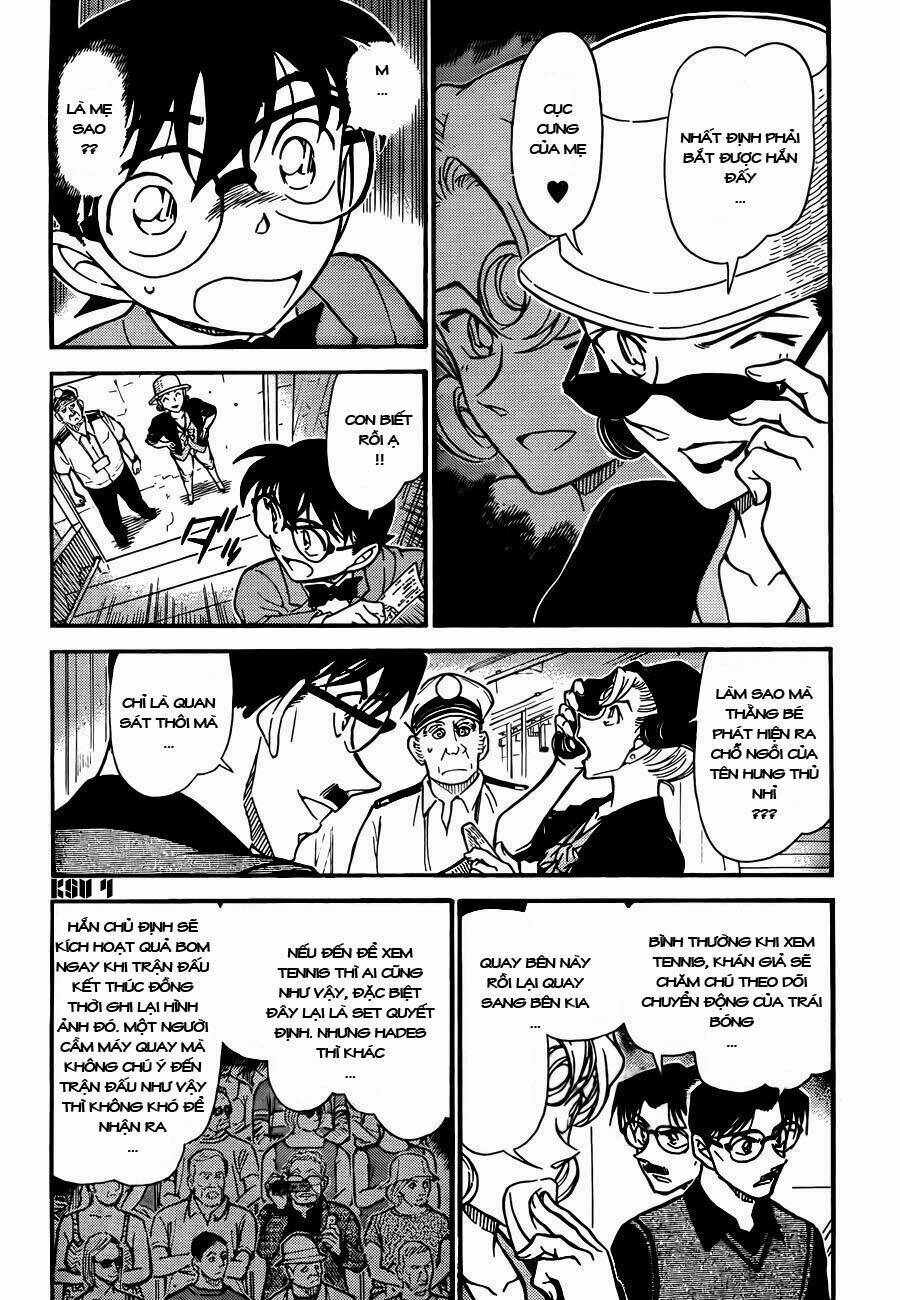 NHẤT ĐỊNH PHẢI
BẮT ĐƯỢC HẮN
ĐẤY
...
CỤC
CƯNG
CỦA MẸ
♥
M
...
LÀ MẸ
SAO
??
CON BIẾT
RỒI Ạ
!!
ダッ
LÀM SAO MÀ
THẰNG BÉ
PHÁT HIỆN RA
CHỖ NGỒI CỦA
TÊN HUNG THỦ
NHỈ
???
CHỈ LÀ QUAN
SÁT THÔI MÀ
...
KSV 4
BÌNH THƯỜNG KHI XEM
TENNIS, KHÁN GIẢ SẼ
CHĂM CHÚ THEO DÕI
CHUYỂN ĐỘNG CỦA TRÁI
BÓNG
...
QUAY BÊN NÀY
RỒI LẠI QUAY
SANG BÊN KIA
...
NẾU ĐẾN ĐỂ XEM
TENNIS THÌ AI CŨNG
NHƯ VẬY, ĐẶC BIỆT
ĐÂY LẠI LÀ SET QUYẾT
ĐỊNH. NHƯNG HADES
THÌ KHÁC
...
HẮN CHỦ ĐỊNH SẼ
KÍCH HOẠT QUẢ BOM
NGAY KHI TRẬN ĐẤU
KẾT THÚC ĐỒNG
THỜI GHI LẠI HÌNH
ẢNH ĐÓ. MỘT NGƯỜI
CẦM MÁY QUAY MÀ
KHÔNG CHÚ Ý ĐẾN
TRẬN ĐẤU NHƯ VẬY
THÌ KHÔNG KHÓ ĐỂ
NHẬN RA
...